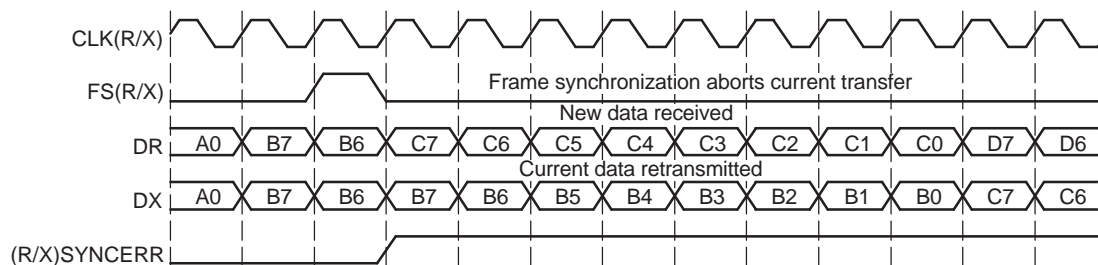 CLK(R/X)
FS(R/X)
Frame synchronization aborts current transfer
New data received
DR A0 B7 B6 C7 C6 C5 C4 C3 C2 C1 C0 D7 D6
Current data retransmitted
DX A0 B7 B6 B7 B6 B5 B4 B3 B2 B1 B0 C7 C6
(R/X)SYNCERR